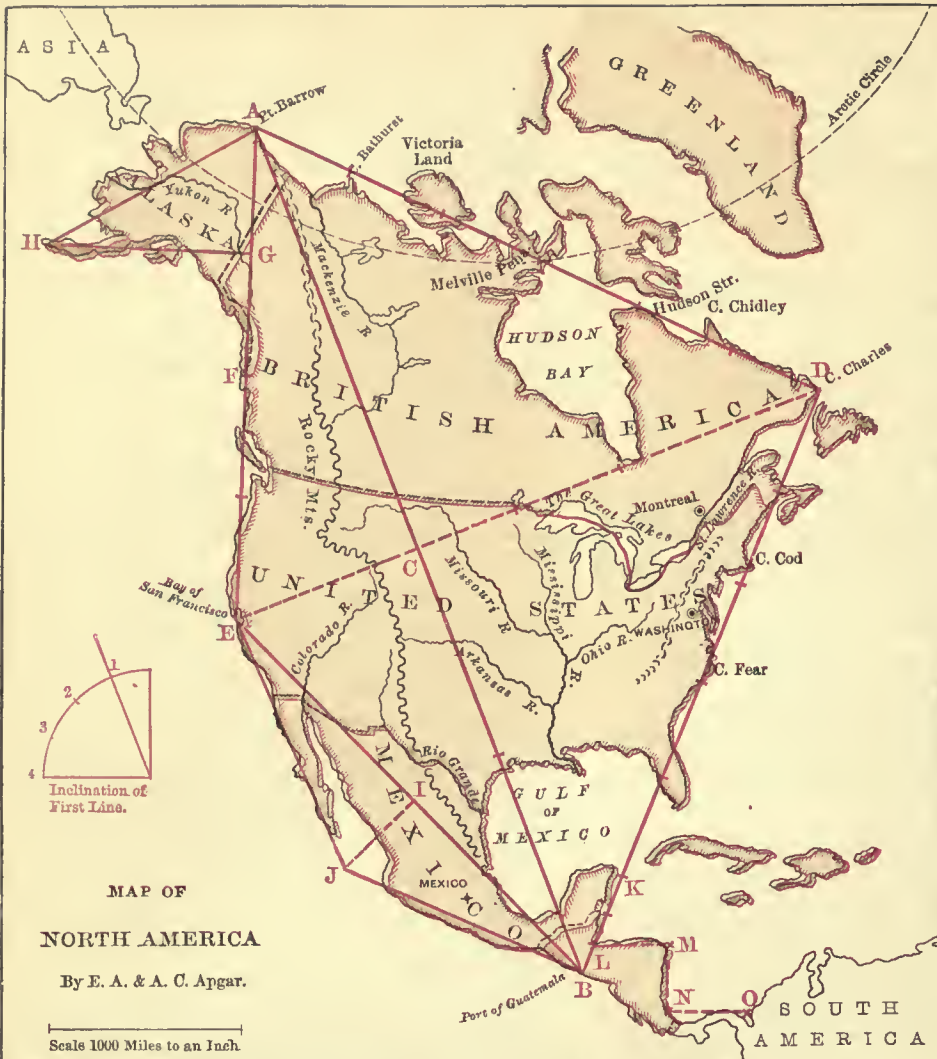 ASIA
A
Pt. Barrow
Bathurst
Victoria
Land
GREENLAND
Arctic Circle
Yukon R
ALASKA
H
G
Mackenzie R
Melville Pen.
Hudson Str.
C. Chidley
HUDSON
BAY
D
C. Charles
F
BRITISH AMERICA
Rocky Mts.
The Great Lakes
Montreal
St. Lawrence R.
C. Cod
Bay of
San Francisco
E
C
UNITED STATES
Colorado R.
Missouri R
Mississippi R.
Ohio R.
WASHINGTON
Arkansas R.
C. Fear
1
2
3
4
Inclination of
First Line.
Rio Grande
I
GULF
OF
MEXICO
J
MEXICO
MEXICO
K
L
M
B
Port of Guatemala
N
O
SOUTH
AMERICA
MAP OF
NORTH AMERICA
By E. A. & A. C. Apgar.
Scale 1000 Miles to an Inch